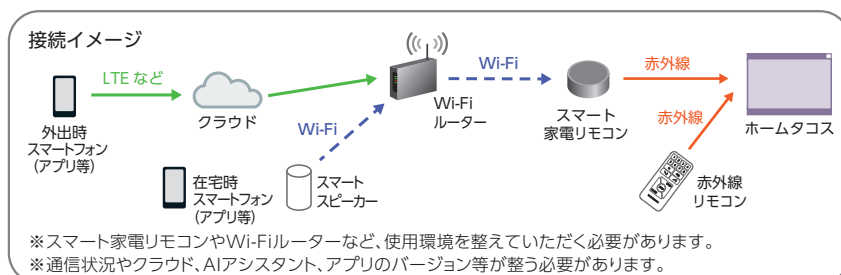 接続イメージ
LTE など
クラウド
外出時
スマートフォン
(アプリ等)
Wi-Fi
在宅時
スマートフォン
(アプリ等)
スマート
スピーカー
Wi-Fi
ルーター
Wi-Fi
スマート
家電リモコン
赤外線
赤外線
ホームタコス
赤外線
リモコン
※スマート家電リモコンやWi-Fiルーターなど、使用環境を整えていただく必要があります。
※通信状況やクラウド、AIアシスタント、アプリのバージョン等が整う必要があります。